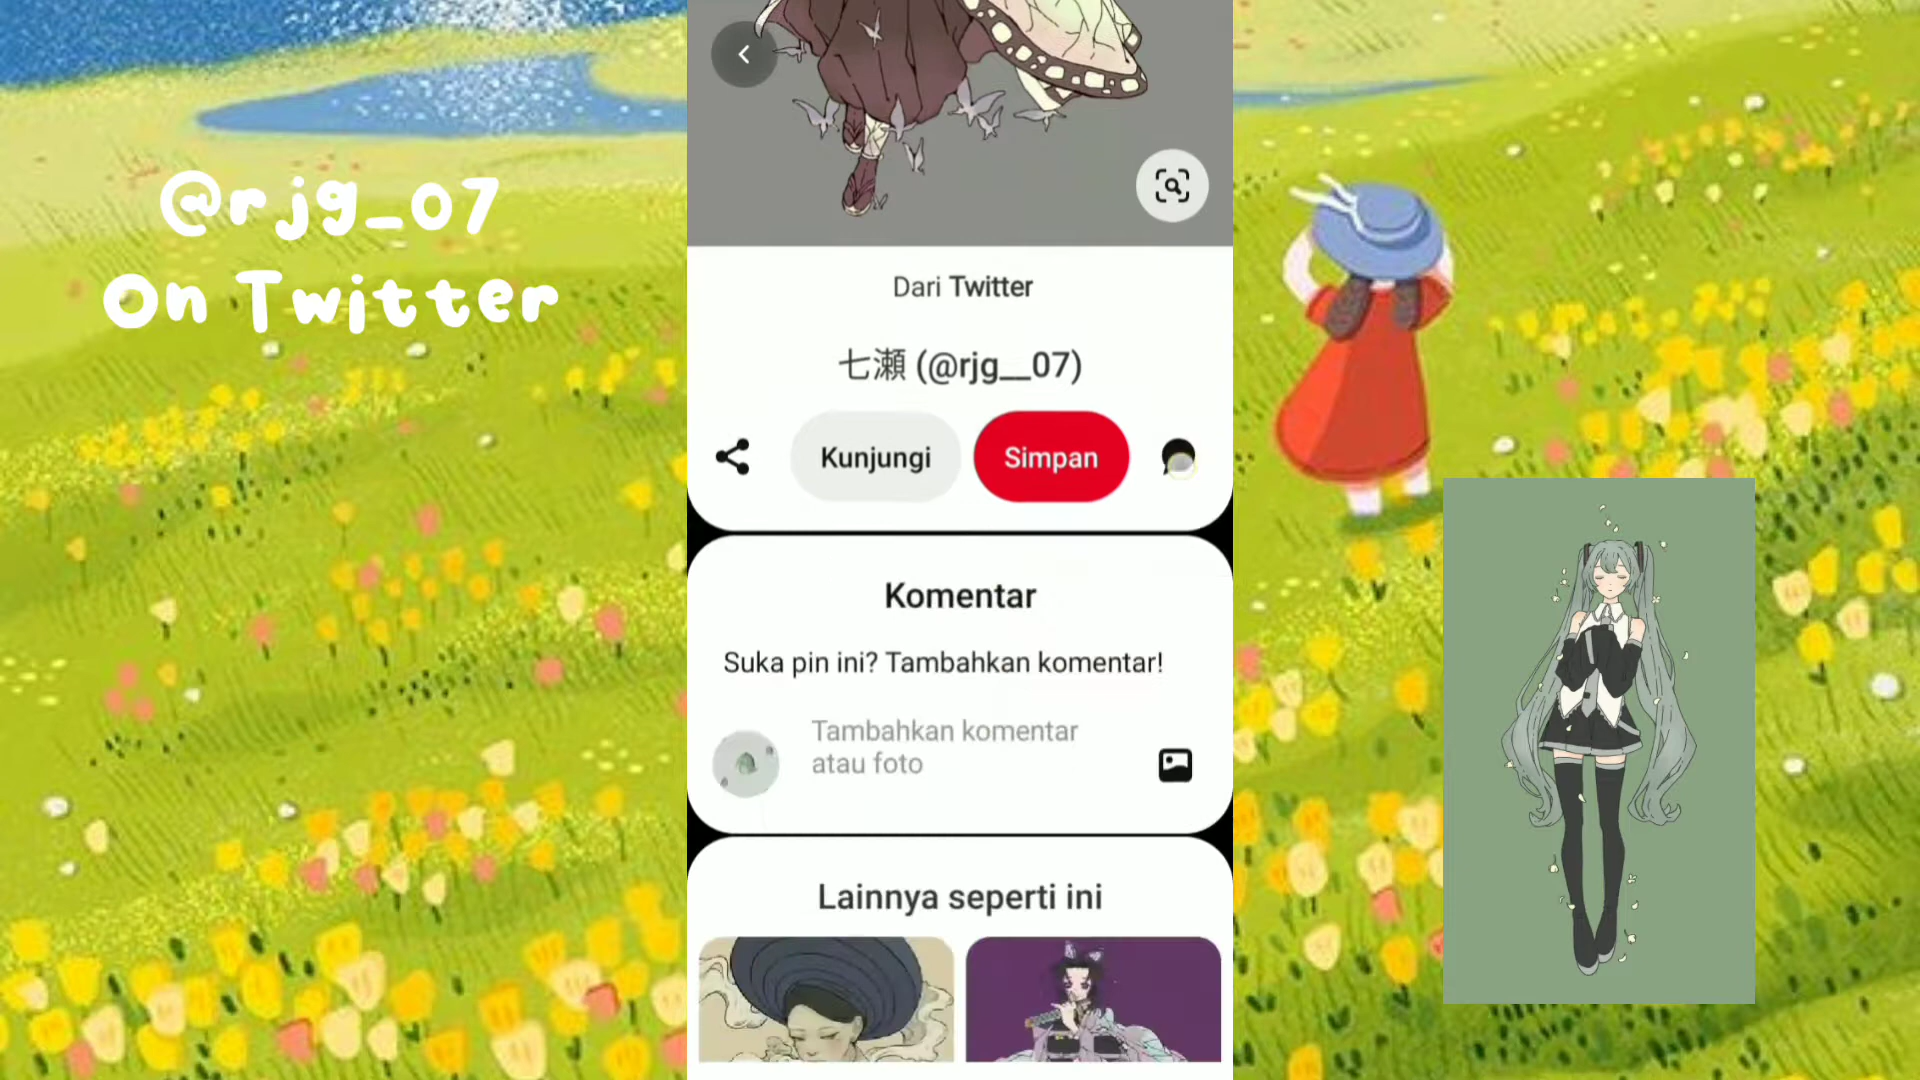 @rjg_07
On Twitter
Dari Twitter
七瀬 (@rjg__07)
Kunjungi
Simpan
Komentar
Suka pin ini? Tambahkan komentar!
Tambahkan komentar
atau foto
Lainnya seperti ini